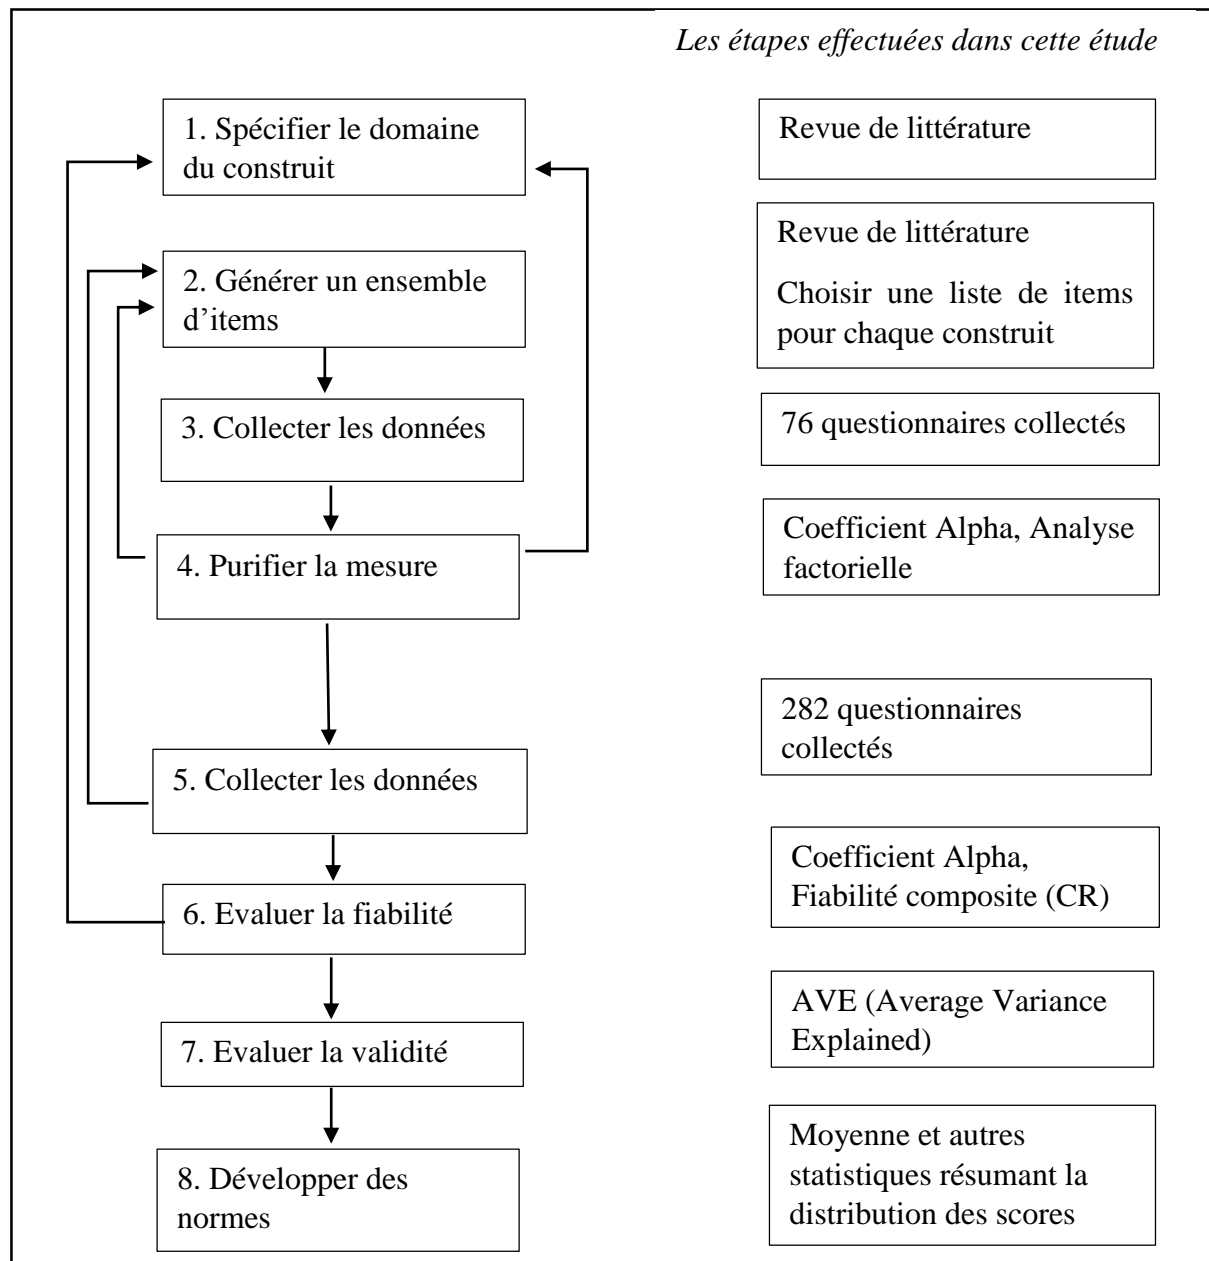 Les étapes effectuées dans cette étude
1. Spécifier le domaine
du construit
Revue de littérature
2. Générer un ensemble
d’items
Revue de littérature
Choisir une liste de items
pour chaque construit
3. Collecter les données
76 questionnaires collectés
4. Purifier la mesure
Coefficient Alpha, Analyse
factorielle
5. Collecter les données
282 questionnaires
collectés
6. Evaluer la fiabilité
Coefficient Alpha,
Fiabilité composite (CR)
7. Evaluer la validité
AVE (Average Variance
Explained)
8. Développer des
normes
Moyenne et autres
statistiques résumant la
distribution des scores